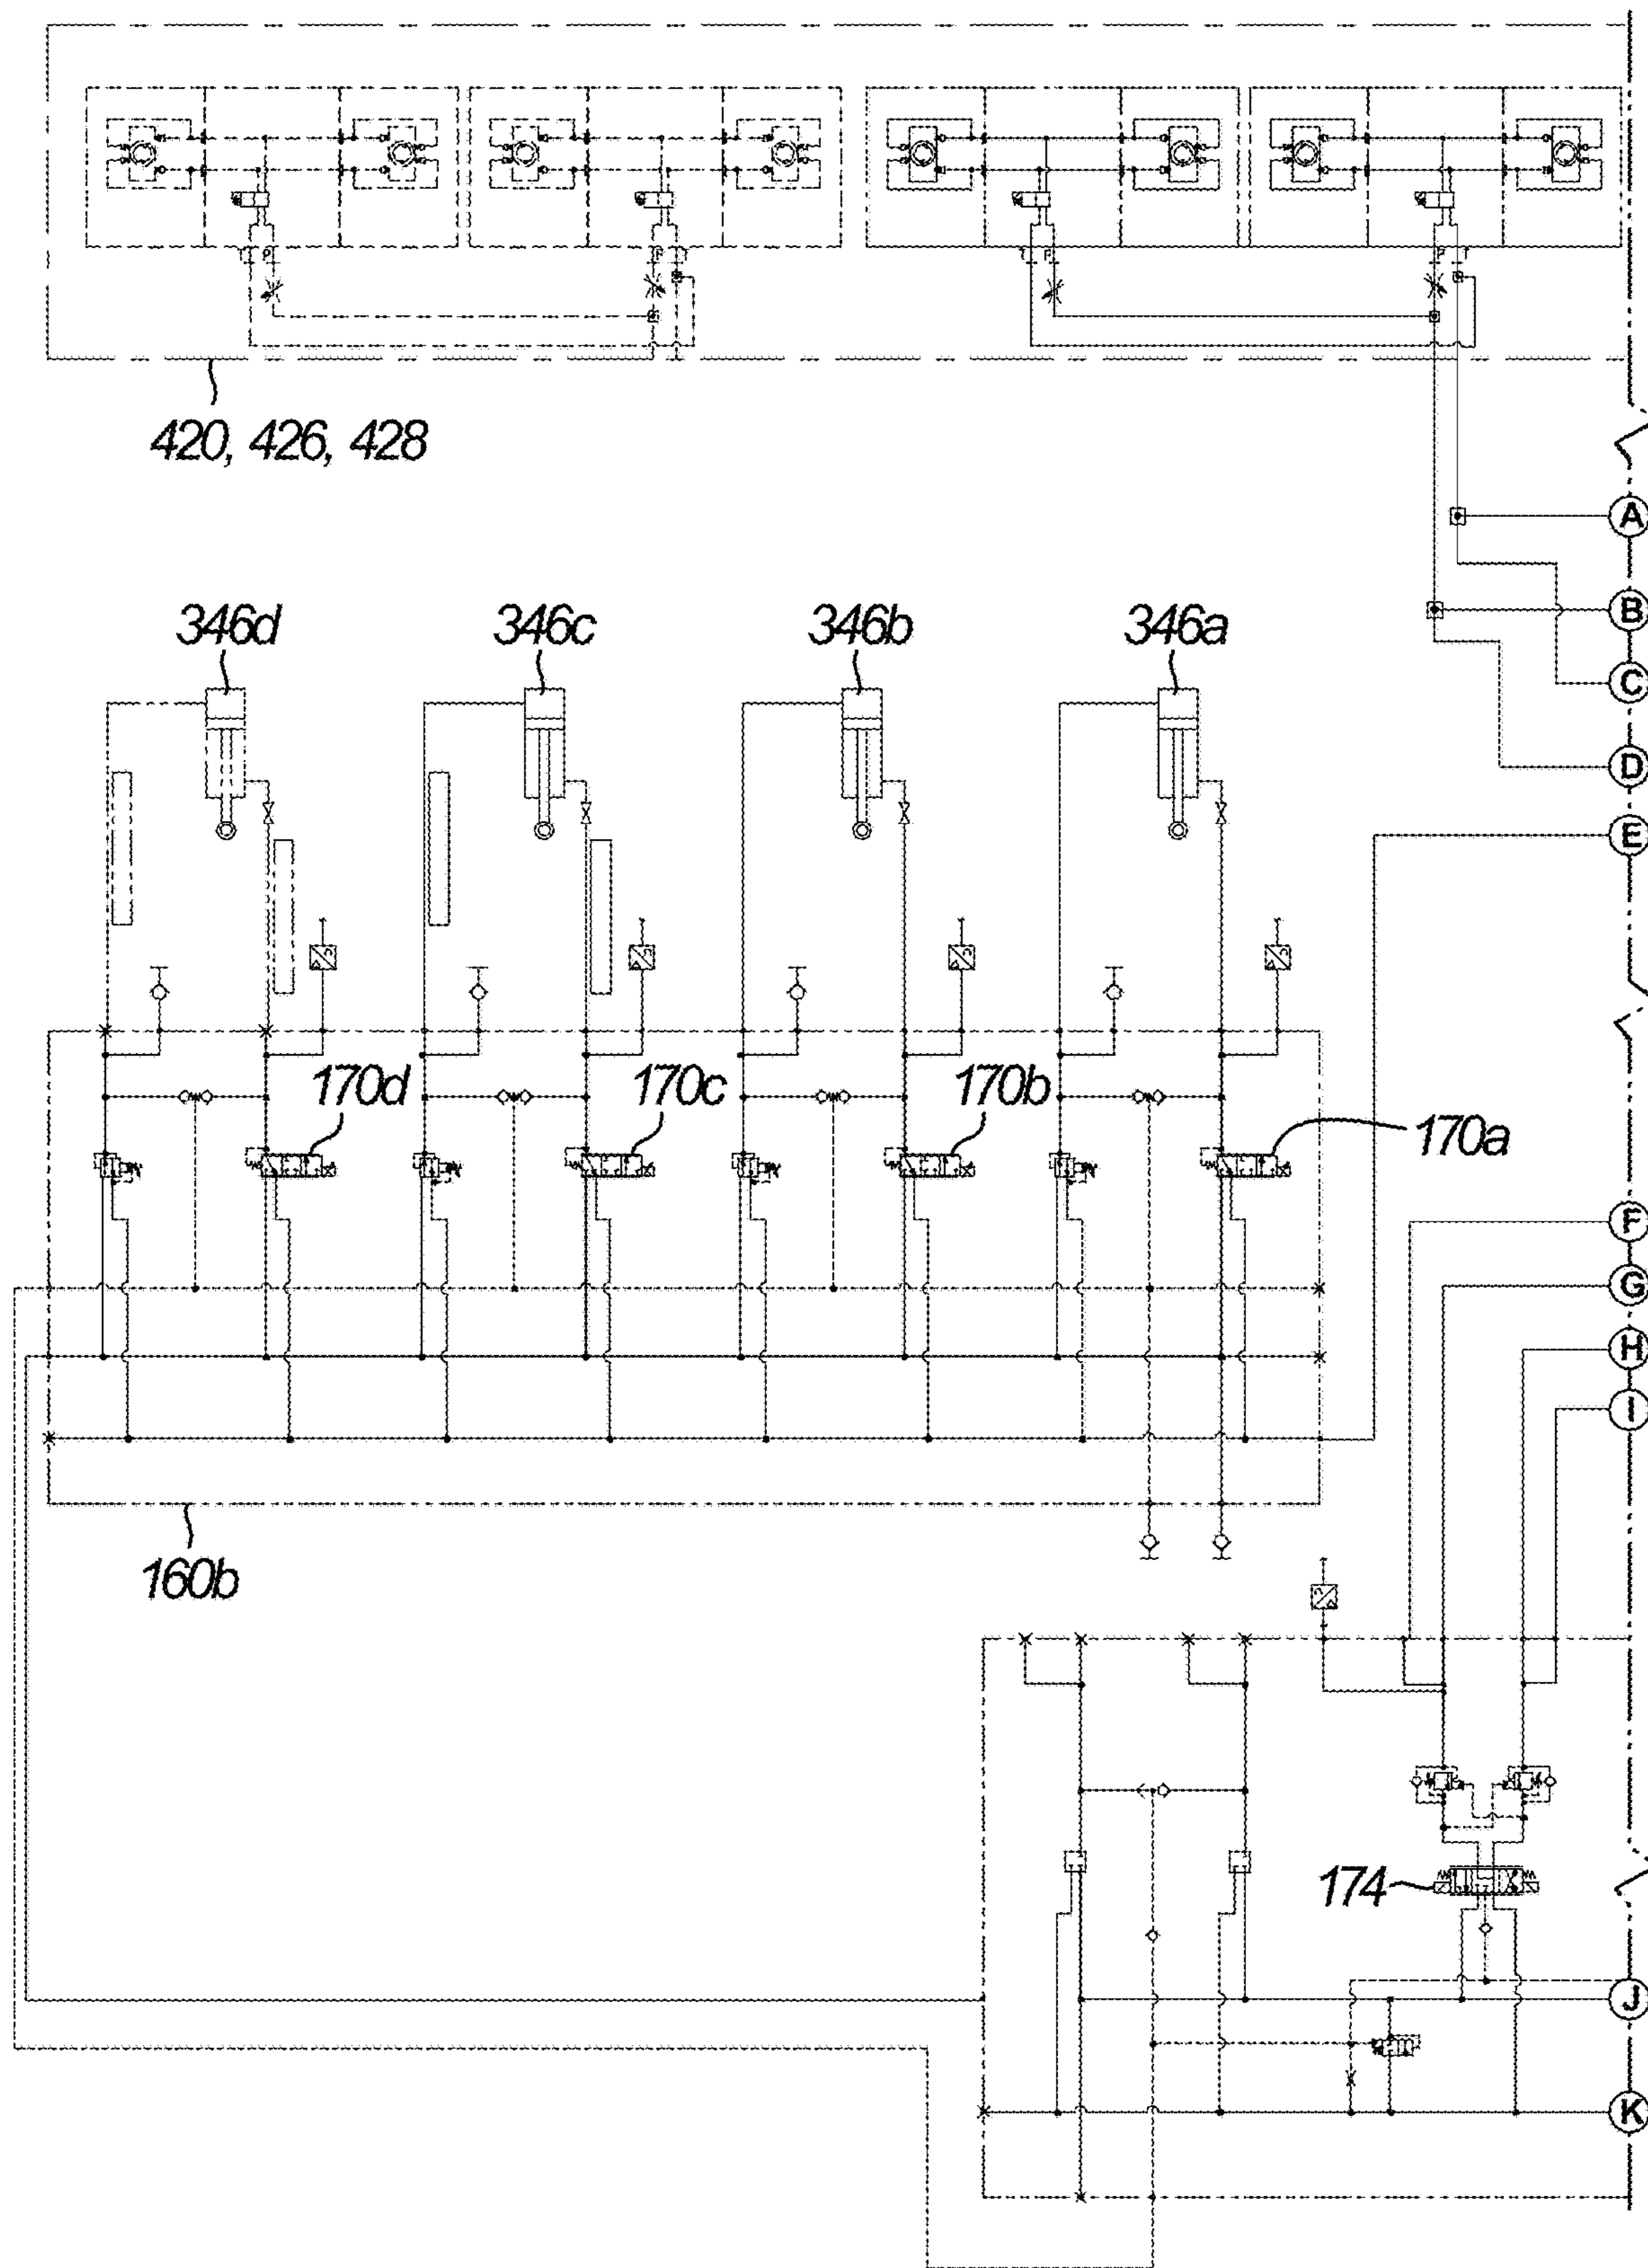 T P P T T P P T
420, 426, 428
A
B
346d 346c 346b 346a
C
D
E
170d 170c 170b 170a
F
G
H
I
160b
174
J
K